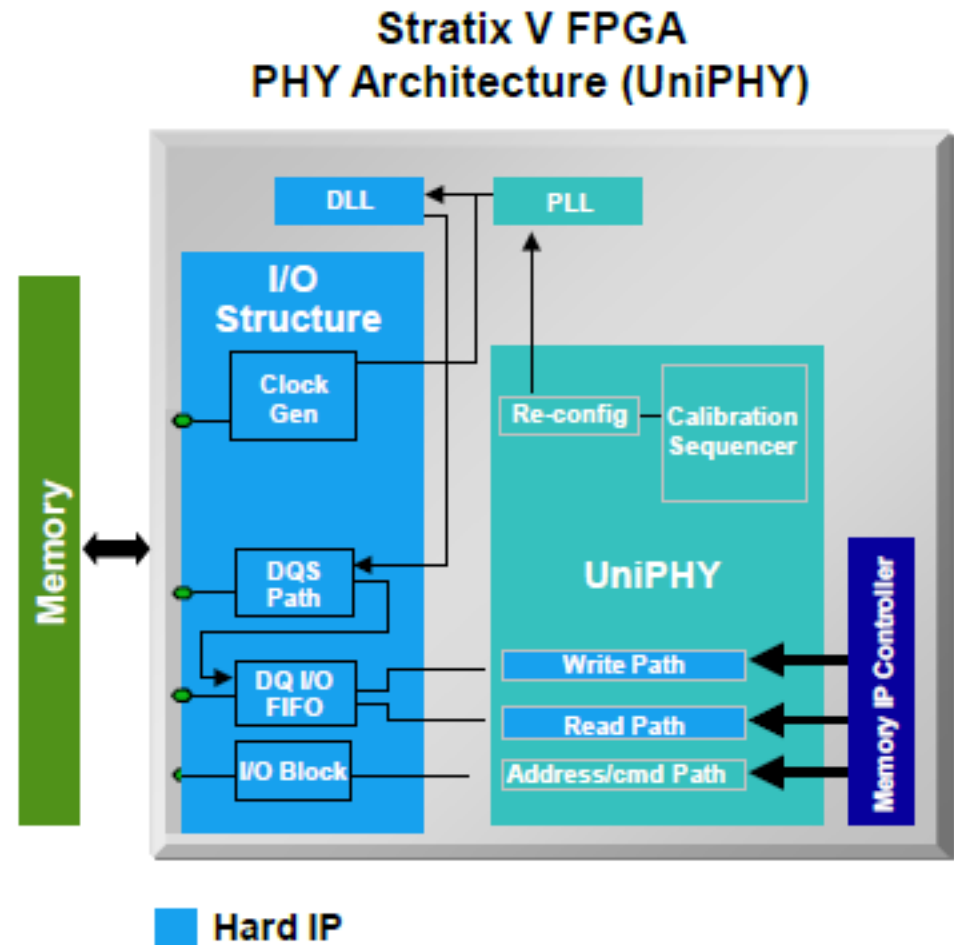 Stratix V FPGA
PHY Architecture (UniPHY)
DLL
PLL
I/O
Structure
Clock
Gen
Re-config
Calibration
Sequencer
Memory
DQS
Path
UniPHY
Memory IP Controller
Write Path
DQ I/O
FIFO
Read Path
I/O Block
Address/cmd Path
Hard IP